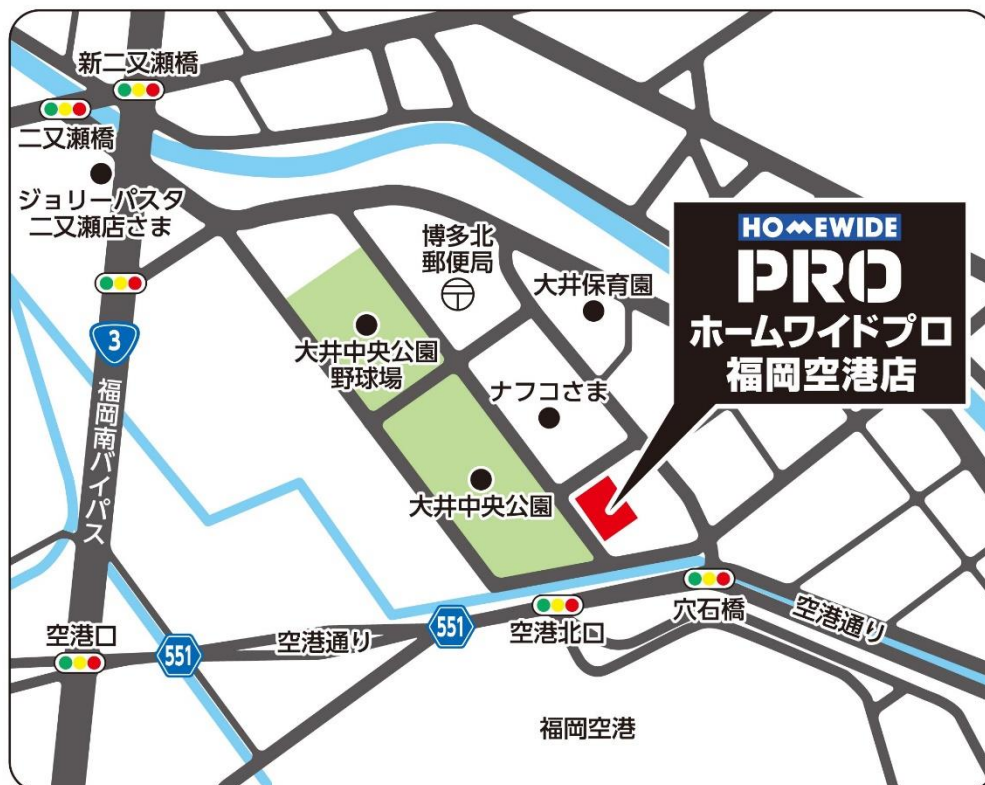 新二又瀬橋
二又瀬橋
ジョリーパスタ
二又瀬店さま
博多北
郵便局
大井保育園
HOMEWIDE
PRO
ホームワイドプロ
福岡空港店
3
福岡南バイパス
大井中央公園
野球場
ナフコさま
大井中央公園
空港口
551
空港通り
551
空港北口
穴石橋
空港通り
福岡空港